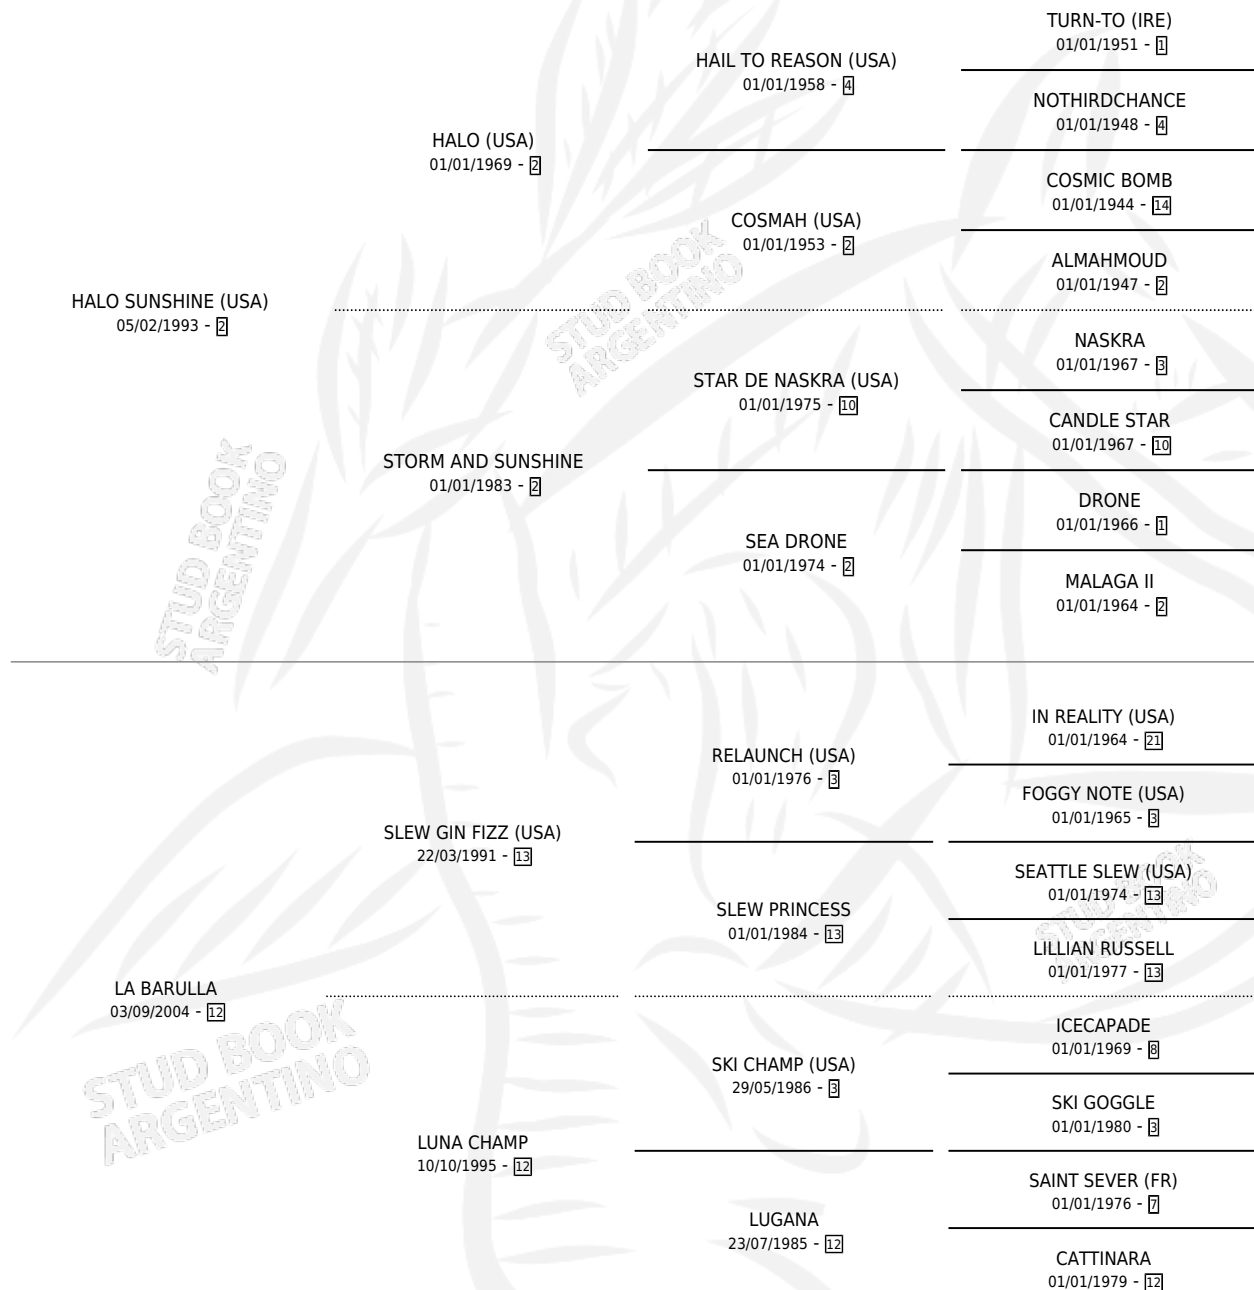 TURN-TO (IRE)
01/01/1951 - 1
HAIL TO REASON (USA)
01/01/1958 - 4
NOTHIRDCHANCE
01/01/1948 - 4
HALO (USA)
01/01/1969 - 2
COSMIC BOMB
01/01/1944 - 14
COSMAH (USA)
01/01/1953 - 2
ALMAHMOUD
01/01/1947 - 2
HALO SUNSHINE (USA)
05/02/1993 - 2
NASKRA
01/01/1967 - 3
STAR DE NASKRA (USA)
01/01/1975 - 10
CANDLE STAR
01/01/1967 - 10
STORM AND SUNSHINE
01/01/1983 - 2
DRONE
01/01/1966 - 1
SEA DRONE
01/01/1974 - 2
MALAGA II
01/01/1964 - 2
IN REALITY (USA)
01/01/1964 - 21
RELAUNCH (USA)
01/01/1976 - 3
FOGGY NOTE (USA)
01/01/1965 - 3
SLEW GIN FIZZ (USA)
22/03/1991 - 13
SEATTLE SLEW (USA)
01/01/1974 - 13
SLEW PRINCESS
01/01/1984 - 13
LILLIAN RUSSELL
01/01/1977 - 13
LA BARULLA
03/09/2004 - 12
ICECAPADE
01/01/1969 - 8
SKI CHAMP (USA)
29/05/1986 - 3
SKI GOGGLE
01/01/1980 - 3
LUNA CHAMP
10/10/1995 - 12
SAINT SEVER (FR)
01/01/1976 - 7
LUGANA
23/07/1985 - 12
CATTINARA
01/01/1979 - 12
STUD BOOK
ARGENTINO
STUD BOOK
ARGENTINO
STUD BOOK
ARGENTINO
STUD BOOK
ARGENTINO